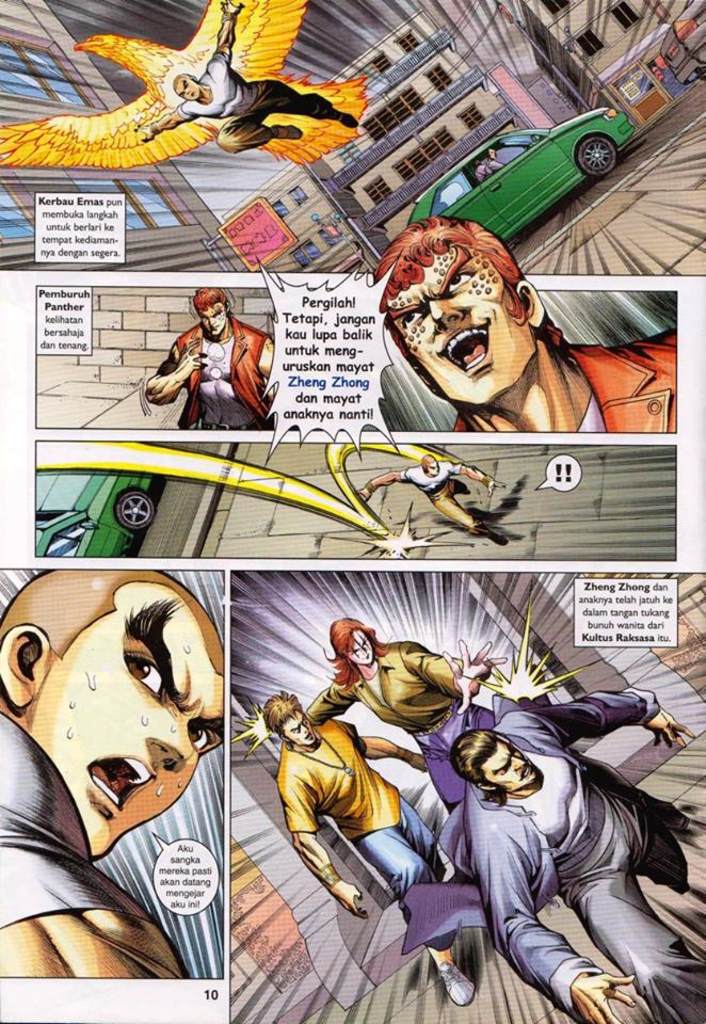 Kerbau Emas pun
membuka langkah
untuk berlari ke
tempat kediaman-
nya dengan segera.
Pemburuh
Panther
kelihatan
bersahaja
dan tenang.
Pergilah!
Tetapi, jangan
kau lupa balik
untuk meng-
uruskan mayat
Zheng Zhong
dan mayat
anaknya nanti!
!!
Aku
sangka
mereka pasti
akan datang
mengejar
aku ini!
Zheng Zhong dan
anaknya telah jatuh ke
dalam tangan tukang
bunuh wanita dari
Kultus Raksasa itu.
10